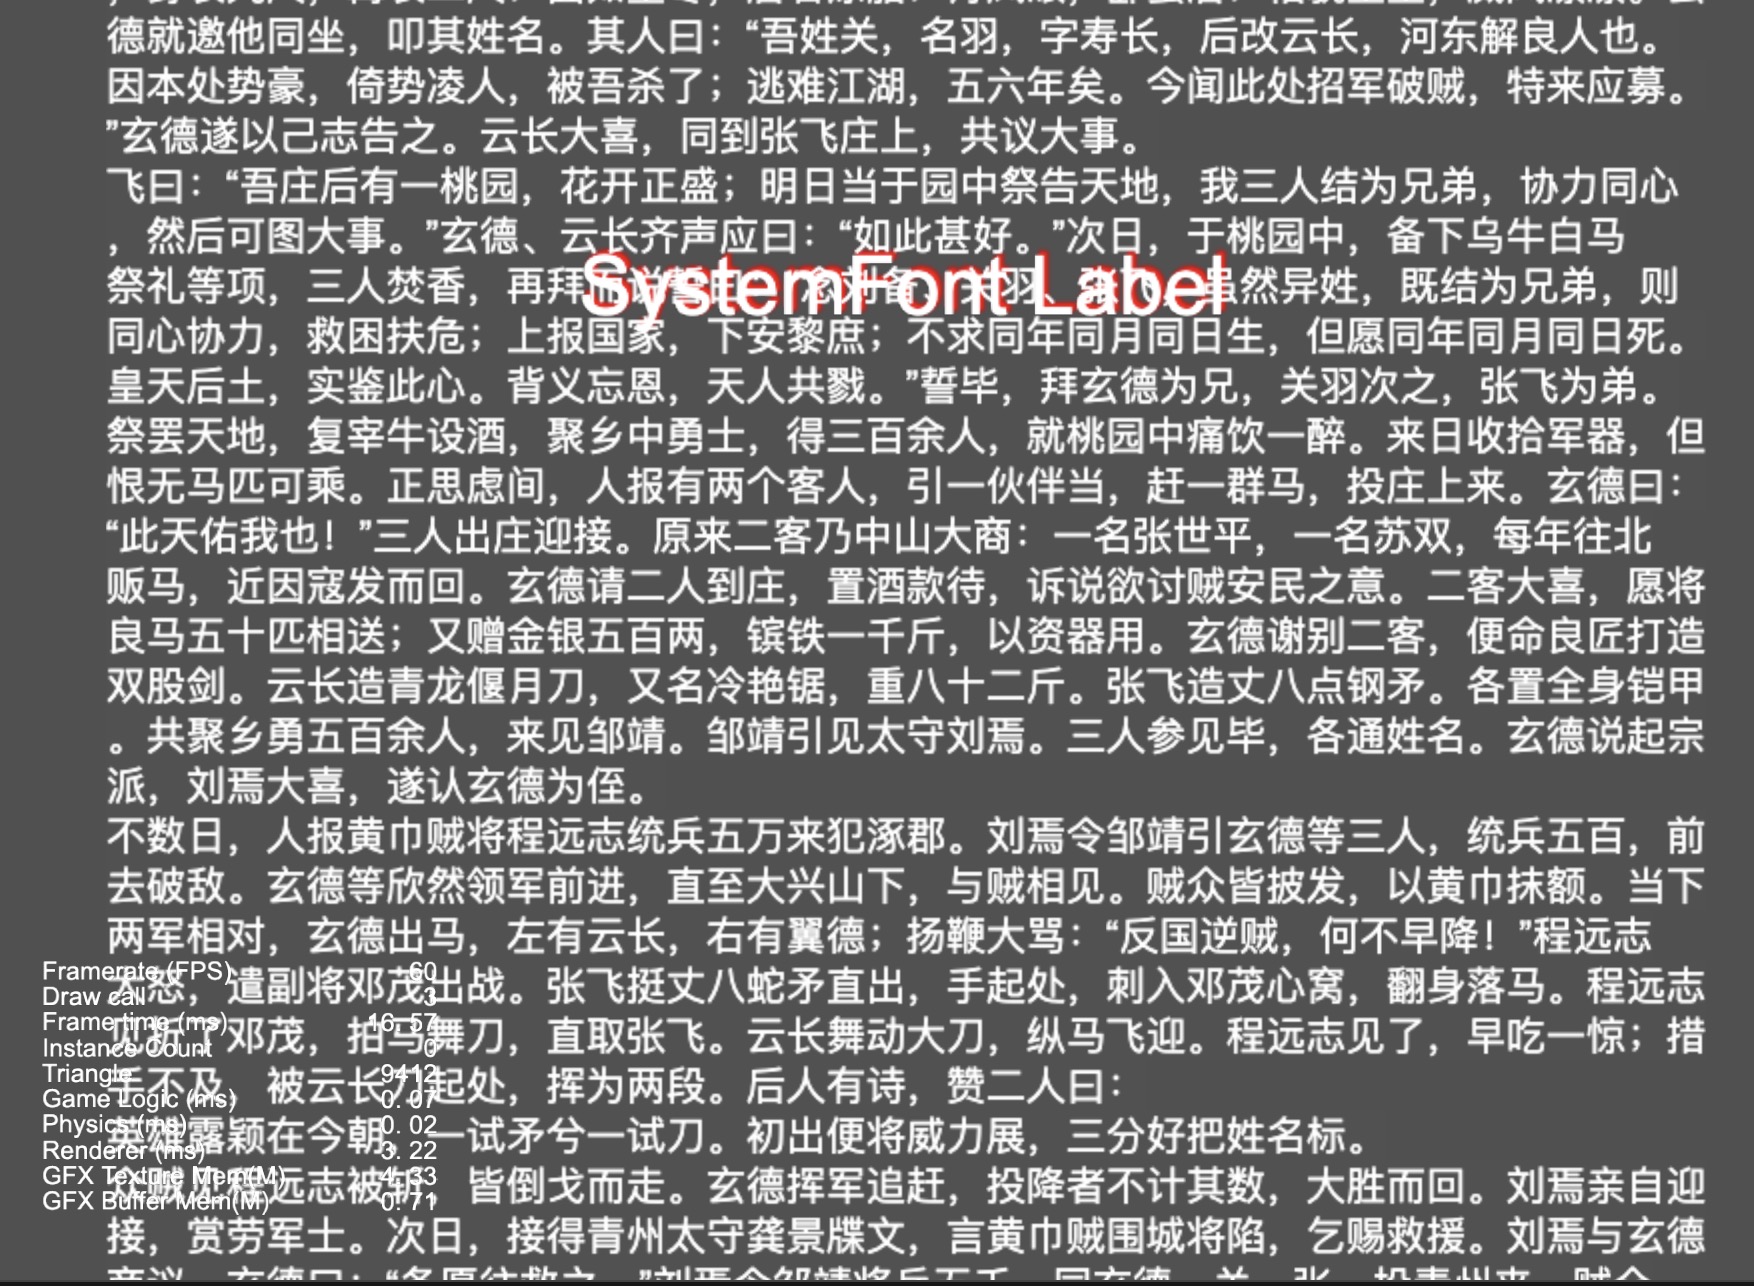 德就邀他同坐，叩其姓名。其人曰：“吾姓关，名羽，字寿长，后改云长，河东解良人也。
因本处势豪，倚势凌人，被吾杀了；逃难江湖，五六年矣。今闻此处招军破贼，特来应募。
”玄德遂以己志告之。云长大喜，同到张飞庄上，共议大事。
飞曰：“吾庄后有一桃园，花开正盛；明日当于园中祭告天地，我三人结为兄弟，协力同心
，然后可图大事。”玄德、云长齐声应曰：“如此甚好。”次日，于桃园中，备下乌牛白马
祭礼等项，三人焚香，再拜 刘备、关羽、张飞，虽然异姓，既结为兄弟，则
SystemFont Label
同心协力，救困扶危；上报国家，下安黎庶；不求同年同月同日生，但愿同年同月同日死。
皇天后土，实鉴此心。背义忘恩，天人共戮。”誓毕，拜玄德为兄，关羽次之，张飞为弟。
祭罢天地，复宰牛设酒，聚乡中勇士，得三百余人，就桃园中痛饮一醉。来日收拾军器，但
恨无马匹可乘。正思虑间，人报有两个客人，引一伙伴当，赶一群马，投庄上来。玄德曰：
“此天佑我也！”三人出庄迎接。原来二客乃中山大商：一名张世平，一名苏双，每年往北
贩马，近因寇发而回。玄德请二人到庄，置酒款待，诉说欲讨贼安民之意。二客大喜，愿将
良马五十匹相送；又赠金银五百两，镔铁一千斤，以资器用。玄德谢别二客，便命良匠打造
双股剑。云长造青龙偃月刀，又名冷艳锯，重八十二斤。张飞造丈八点钢矛。各置全身铠甲
。共聚乡勇五百余人，来见邹靖。邹靖引见太守刘焉。三人参见毕，各通姓名。玄德说起宗
派，刘焉大喜，遂认玄德为侄。
不数日，人报黄巾贼将程远志统兵五万来犯涿郡。刘焉令邹靖引玄德等三人，统兵五百，前
去破敌。玄德等欣然领军前进，直至大兴山下，与贼相见。贼众皆披发，以黄巾抹额。当下
两军相对，玄德出马，左有云长，右有翼德；扬鞭大骂：“反国逆贼，何不早降！”程远志
怒，遣副将邓茂出战。张飞挺丈八蛇矛直出，手起处，刺入邓茂心窝，翻身落马。程远志
邓茂，拍马舞刀，直取张飞。云长舞动大刀，纵马飞迎。程远志见了，早吃一惊；措
手不及，被云长 起处，挥为两段。后人有诗，赞二人曰：
英雄露颖在今朝，一试矛兮一试刀。初出便将威力展，三分好把姓名标。
远志被 ，皆倒戈而走。玄德挥军追赶，投降者不计其数，大胜而回。刘焉亲自迎
接，赏劳军士。次日，接得青州太守龚景牒文，言黄巾贼围城将陷，乞赐救援。刘焉与玄德
Framerate (FPS) 60
Draw call 3
Frame time (ms) 16.57
Instance Count 0
Triangle 9412
Game Logic (ms) 0.07
Physics (ms) 0.02
Renderer (ms) 3.22
GFX Texture Mem(M) 4.33
GFX Buffer Mem(M) 0.71